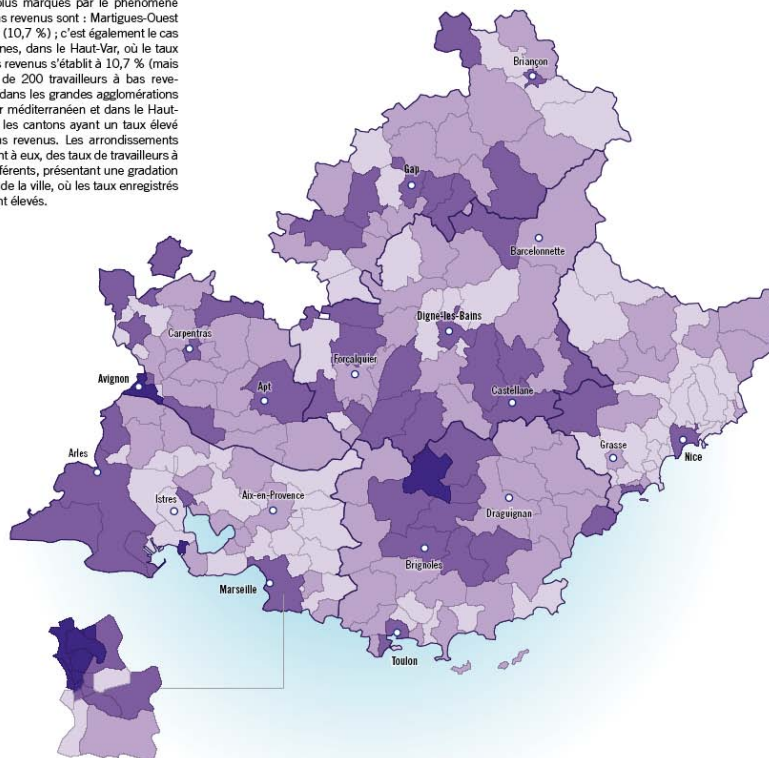 plus marqués par le phénomène
s revenus sont : Martigues-Ouest
(10,7 %) ; c'est également le cas
nes, dans le Haut-Var, où le taux
s revenus s'établit à 10,7 % (mais
de 200 travailleurs à bas reve-
dans les grandes agglomérations
r méditerranéen et dans le Haut-
les cantons ayant un taux élevé
s revenus. Les arrondissements
nt à eux, des taux de travailleurs à
férents, présentant une gradation
de la ville, où les taux enregistrés
nt élevés.
Briançon
Gap
Barcelonnette
Digne-les-Bains
Carpentras
Forcalquier
Avignon
Apt
Castellane
Arles
Grasse
Nice
Istres
Aix-en-Provence
Draguignan
Brignoles
Marseille
Toulon